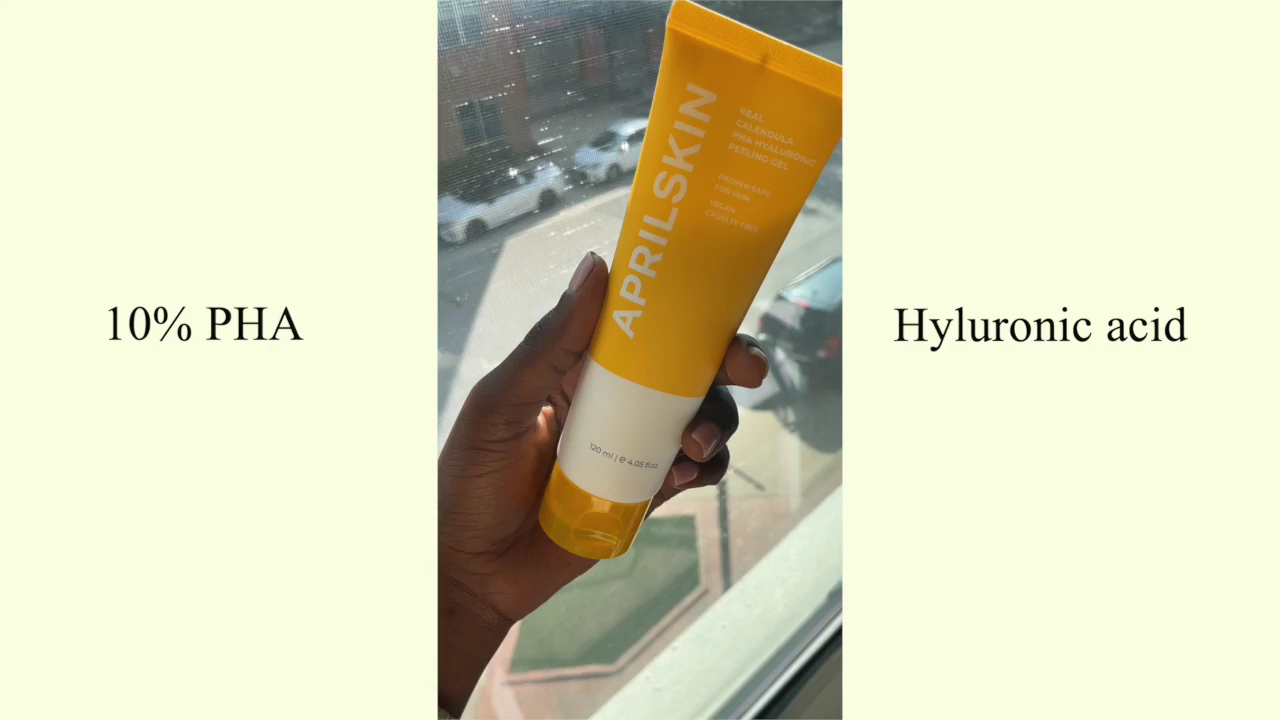 10% PHA
APRILSKIN
REAL
CALENDULA
PHA HYALURONIC
PEELING GEL
PROVEN SAFE
FOR SKIN
VEGAN
CRUELTY FREE
120 ml | ℮ 4.05 fl.oz.
Hyluronic acid